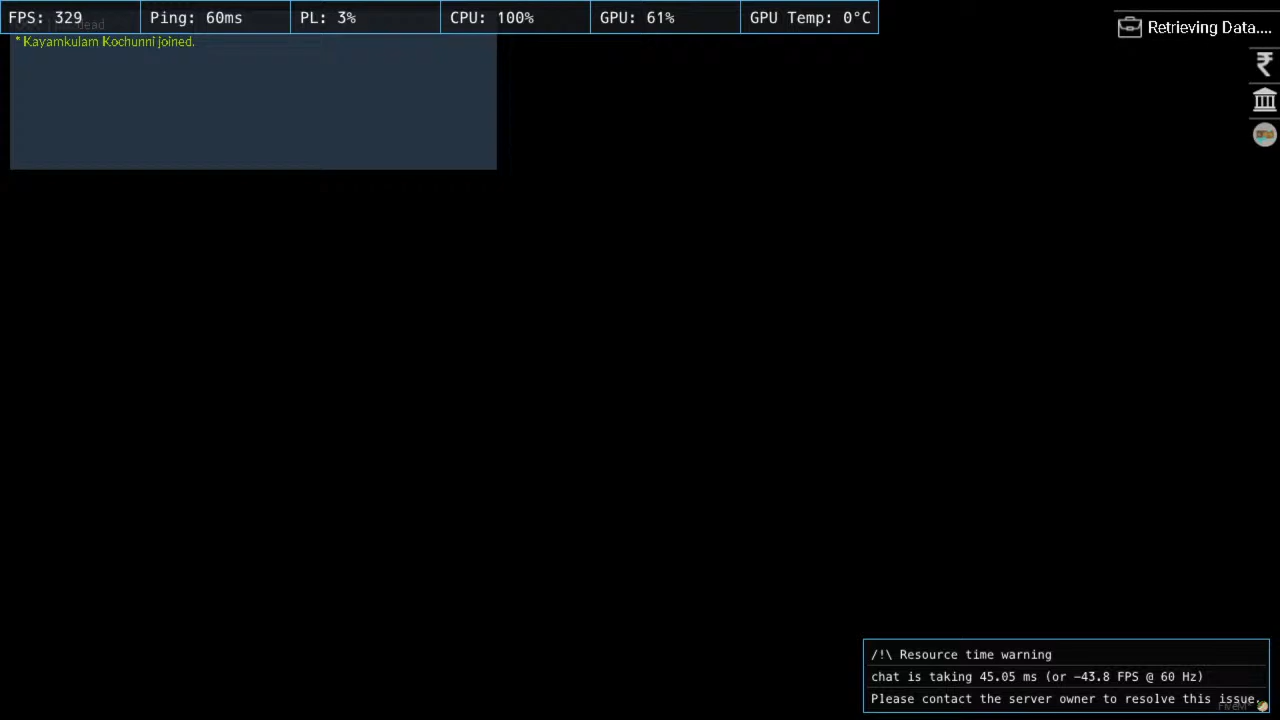 FPS: 329 Ping: 60ms PL: 3% CPU: 100% GPU: 61% GPU Temp: 0°C
dead
* Kayamkulam Kochunni joined.
Retrieving Data....
₹
/!\ Resource time warning
chat is taking 45.05 ms (or -43.8 FPS @ 60 Hz)
Please contact the server owner to resolve this issue.
FiveM